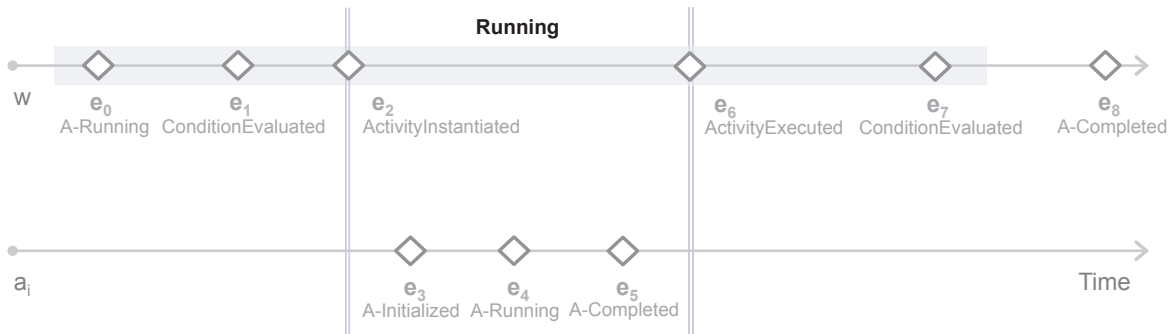 Running
w
e0 e1 e2 e6 e7 e8
A-Running ConditionEvaluated ActivityInstantiated ActivityExecuted ConditionEvaluated A-Completed
ai Time
e3 e4 e5
A-Initialized A-Running A-Completed